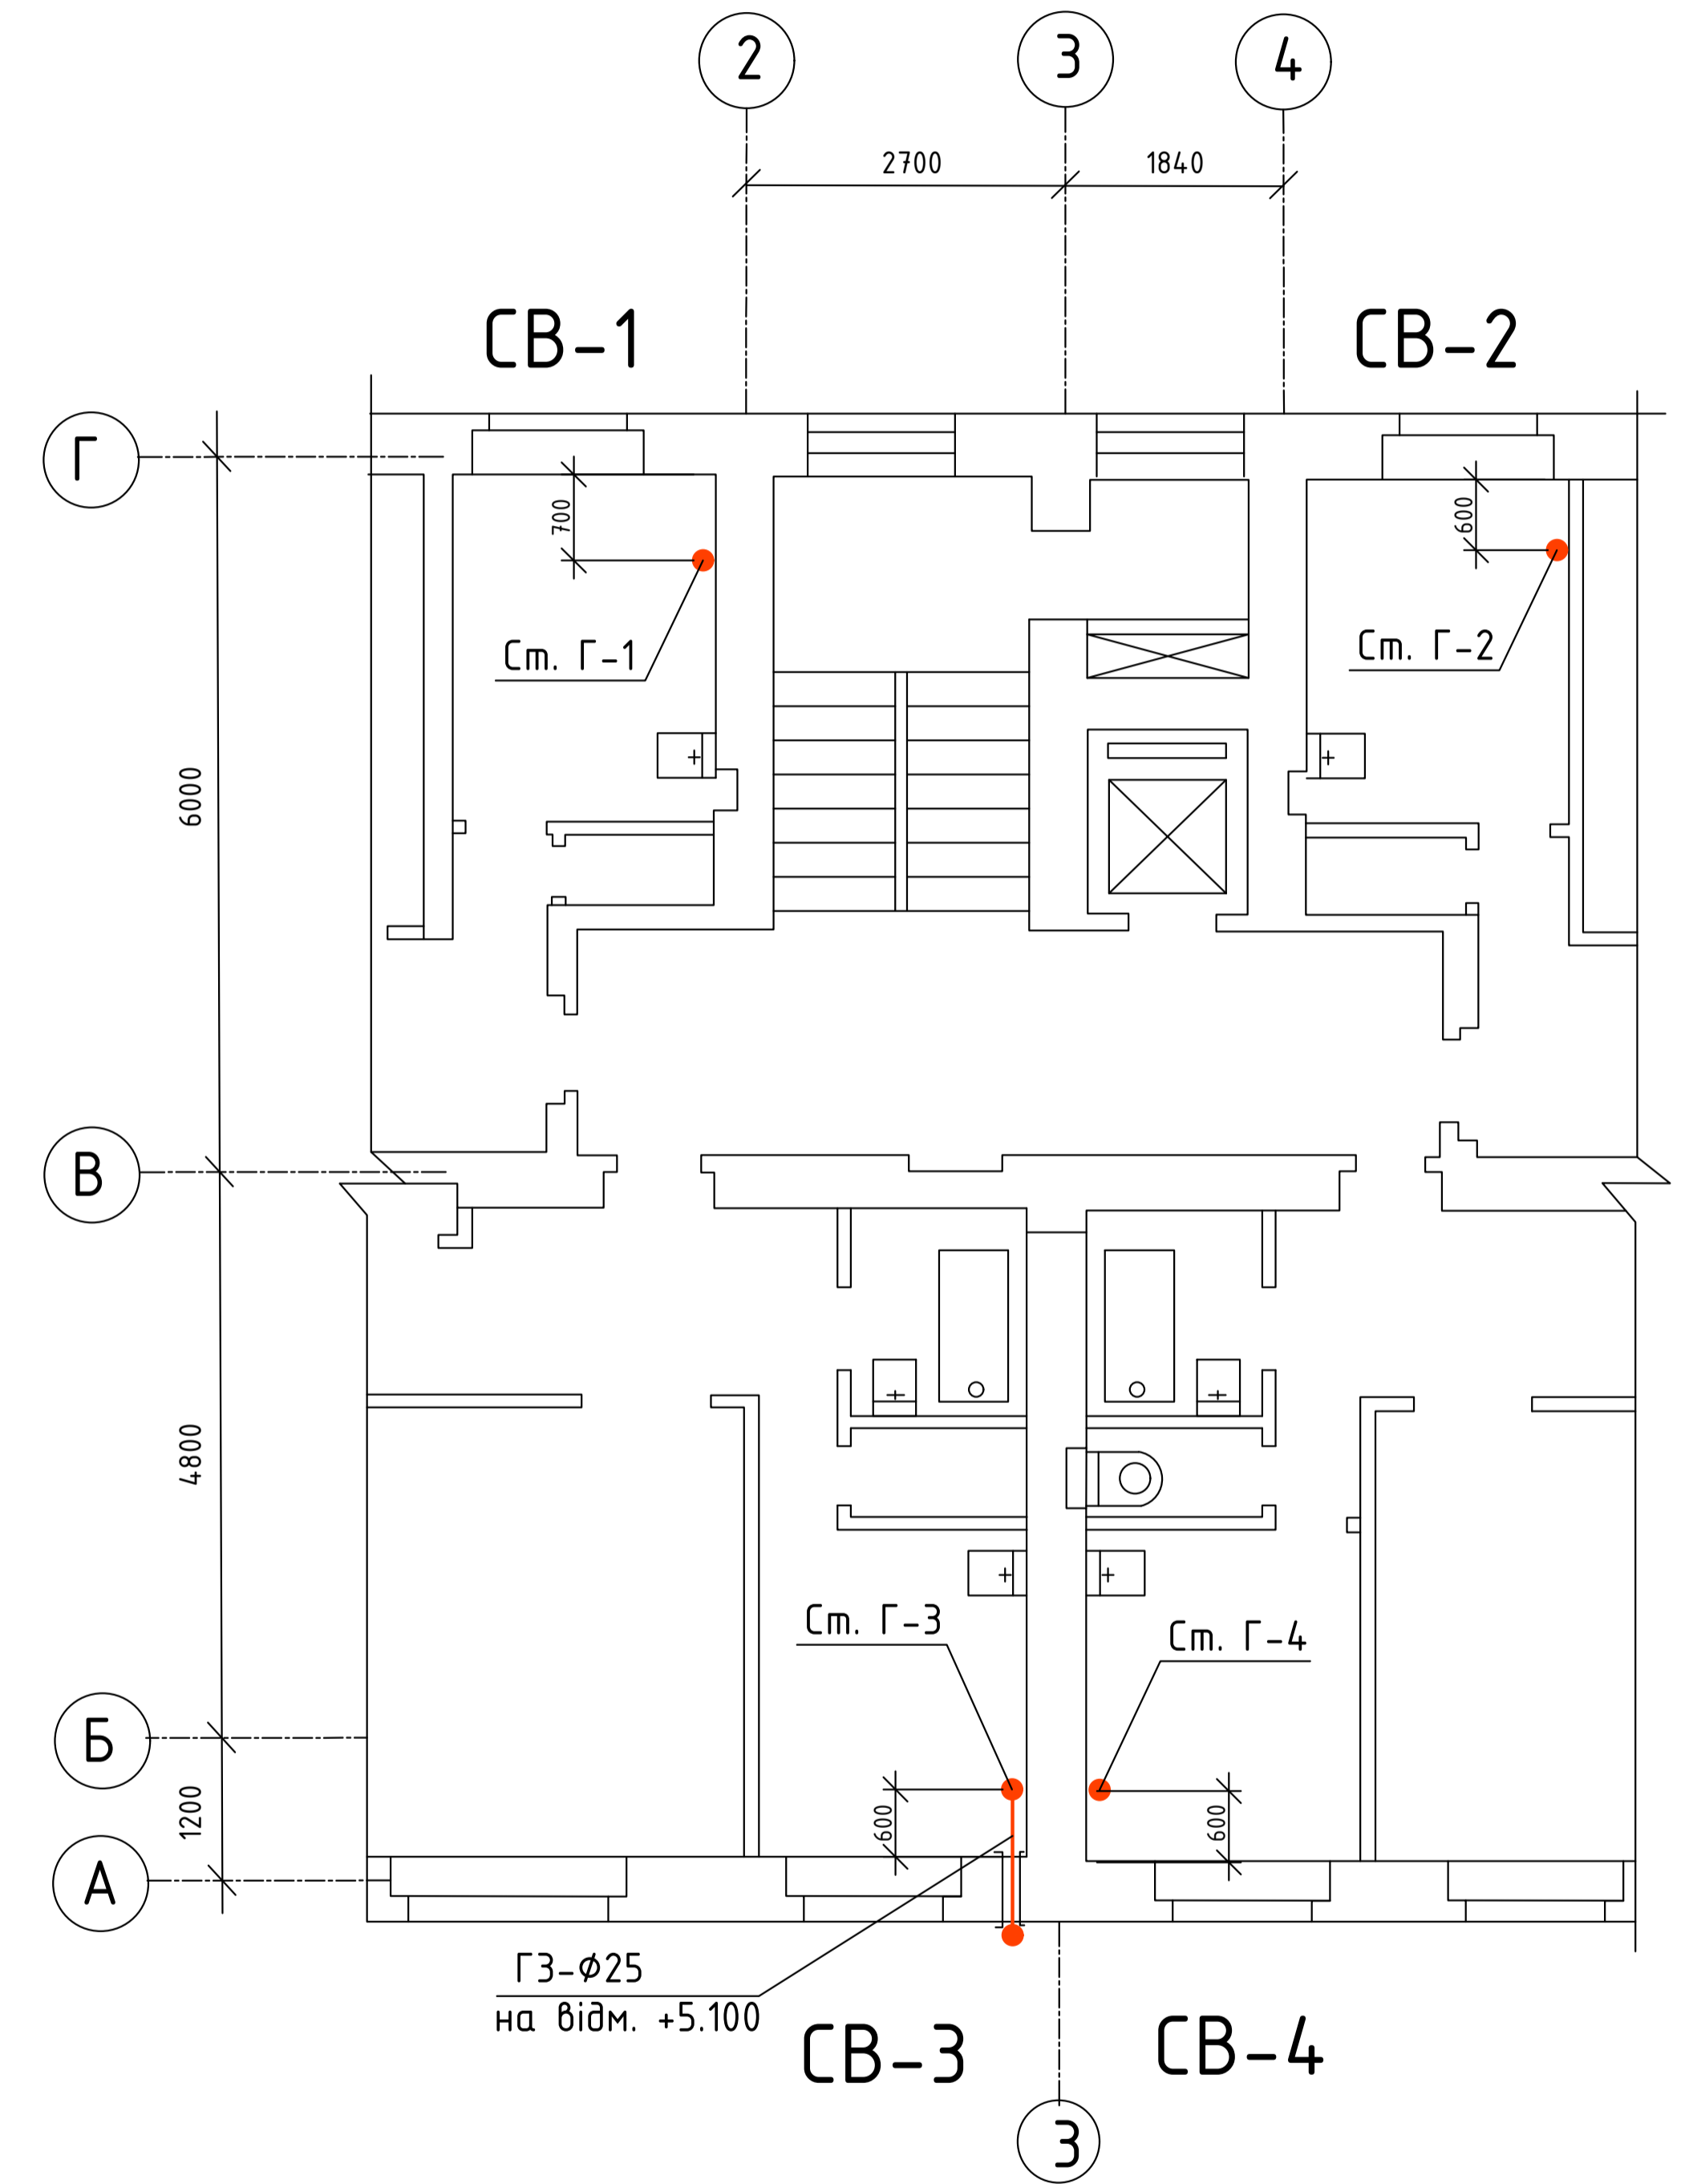 2
3
4
2700
1840
СВ-1
СВ-2
Г
700
600
Ст. Г-1
Ст. Г-2
6000
В
4800
Ст. Г-3
Ст. Г-4
Б
1200
600
600
А
Г3-Ø25
на відм. +5.100
СВ-3
СВ-4
3